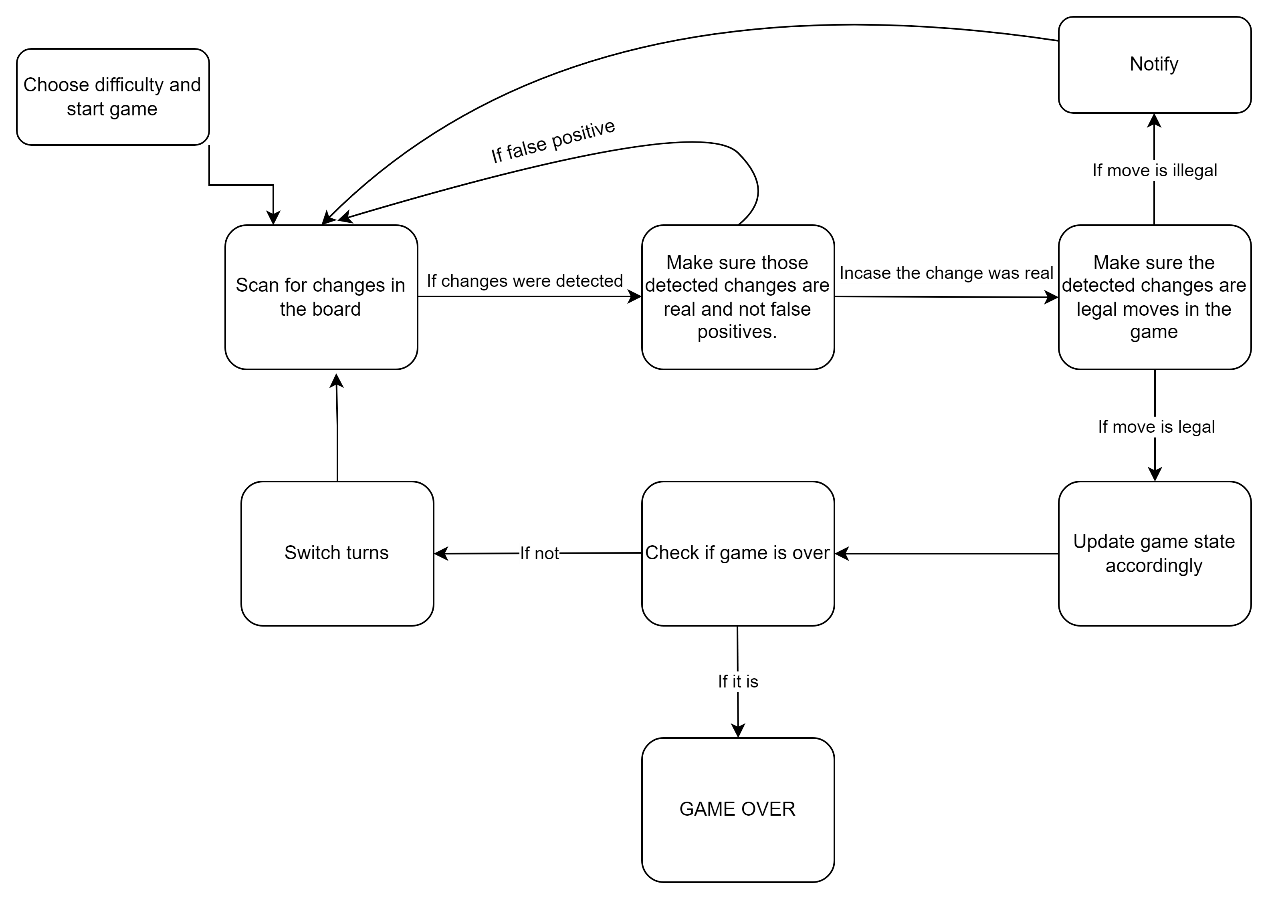 Notify
Choose difficulty and
start game
If false positive
If move is illegal
Scan for changes in
the board
If changes were detected
Make sure those
detected changes are
real and not false
positives.
Incase the change was real
Make sure the
detected changes are
legal moves in the
game
If move is legal
Switch turns
If not
Check if game is over
Update game state
accordingly
If it is
GAME OVER